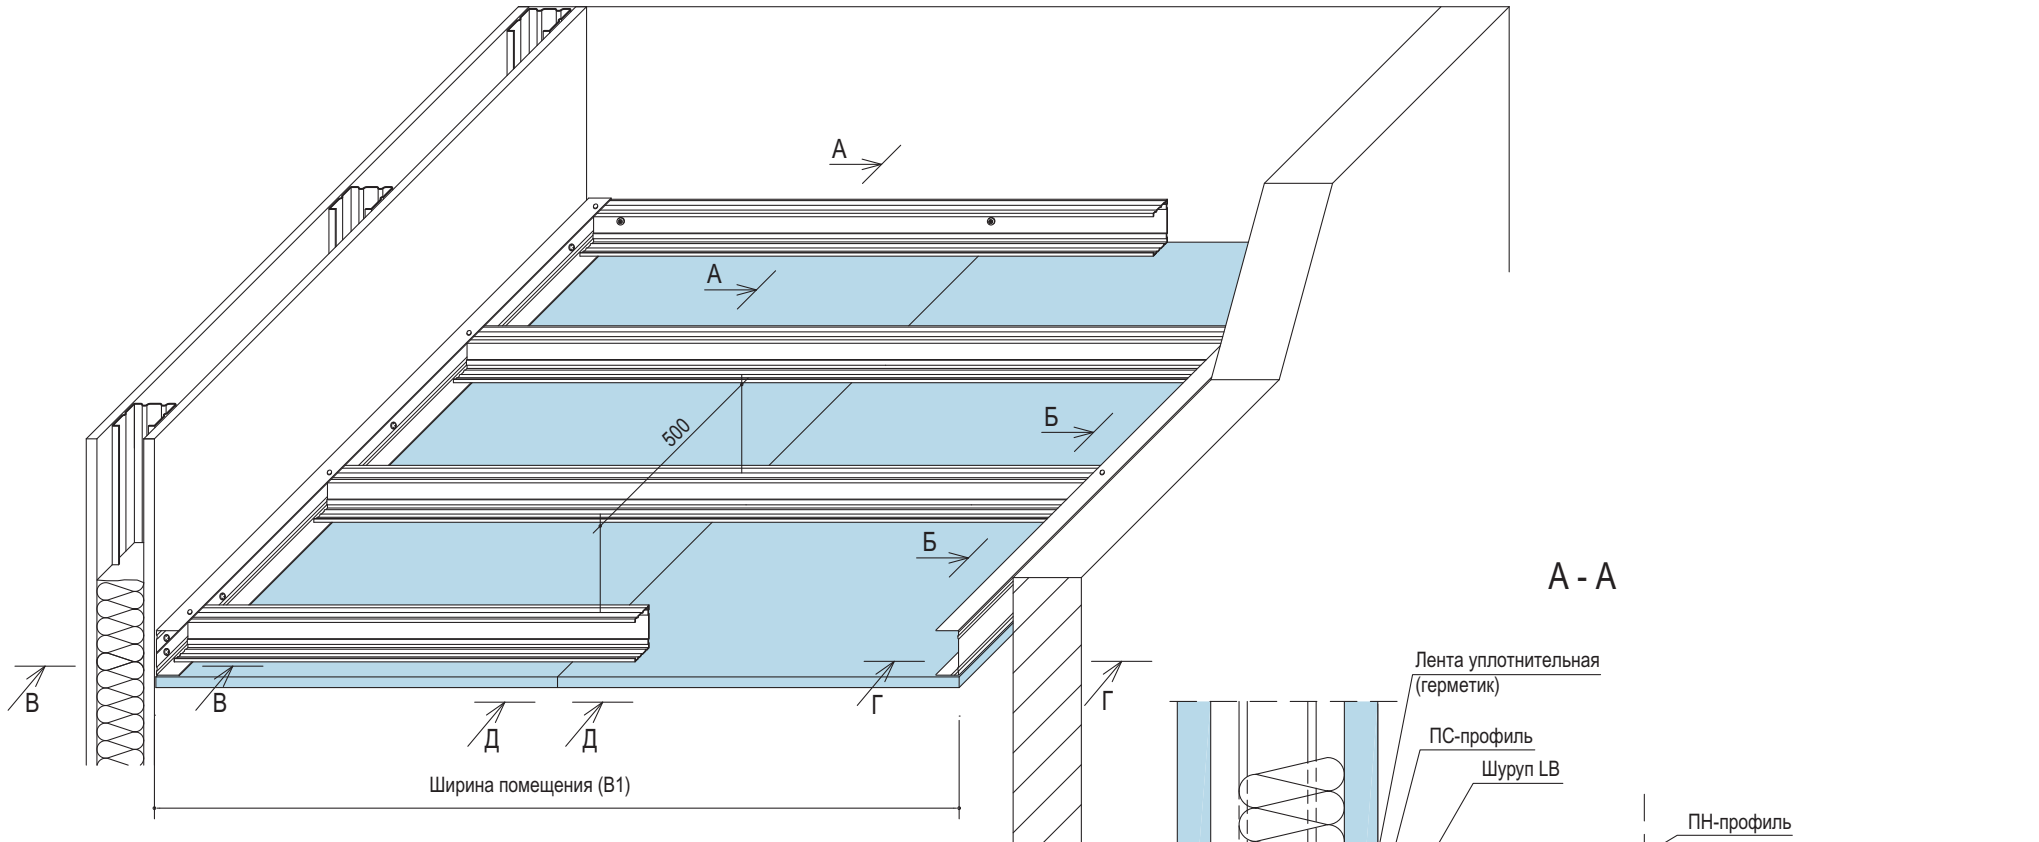 А
А
Б
500
Б
А - А
Лента уплотнительная
(герметик)
В
В
Г
Г
Д
Д
ПС-профиль
Шуруп LB
Ширина помещения (В1)
ПН-профиль